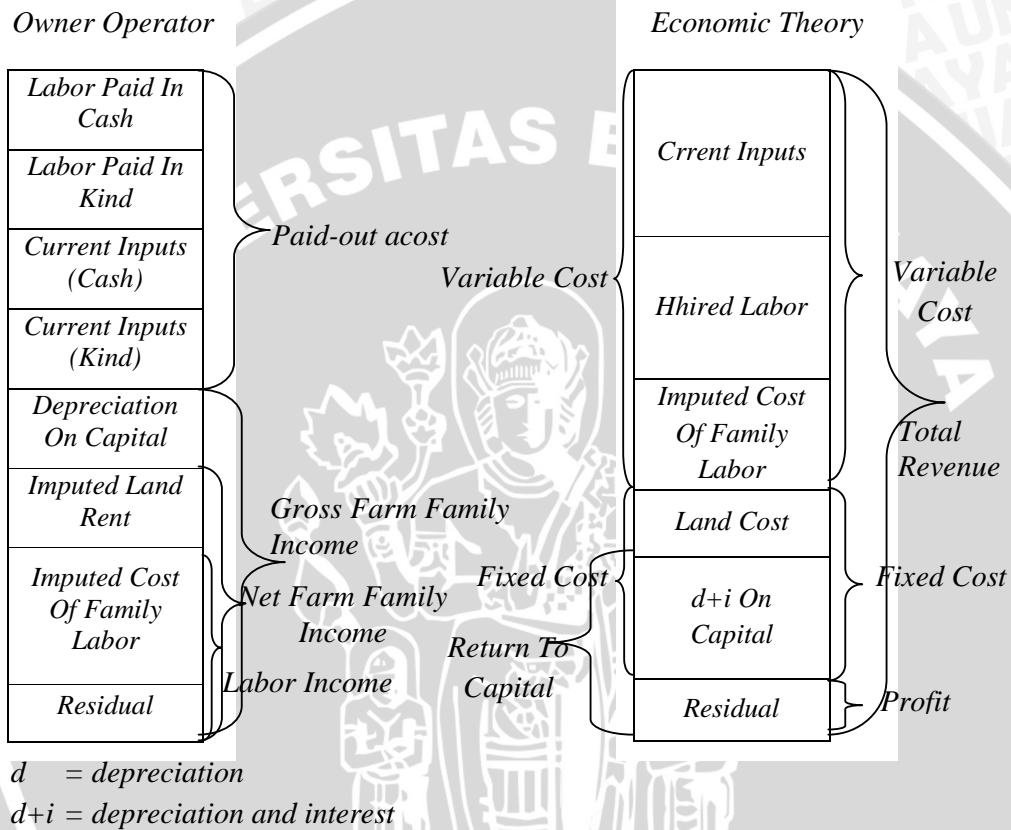 Owner Operator
Labor Paid In
Cash
Labor Paid In
Kind
Current Inputs
(Cash)
Current Inputs
(Kind)
Depreciation
On Capital
Imputed Land
Rent
Imputed Cost
Of Family
Labor
Residual
Paid-out acost
Gross Farm Family
Income
Net Farm Family
Income
Labor Income
Economic Theory
Crrent Inputs
Hhired Labor
Imputed Cost
Of Family
Labor
Land Cost
d+i On
Capital
Residual
Variable Cost
Fixed Cost
Return To
Capital
Variable
Cost
Total
Revenue
Fixed Cost
Profit
d = depreciation
d+i = depreciation and interest
ERSITAS B